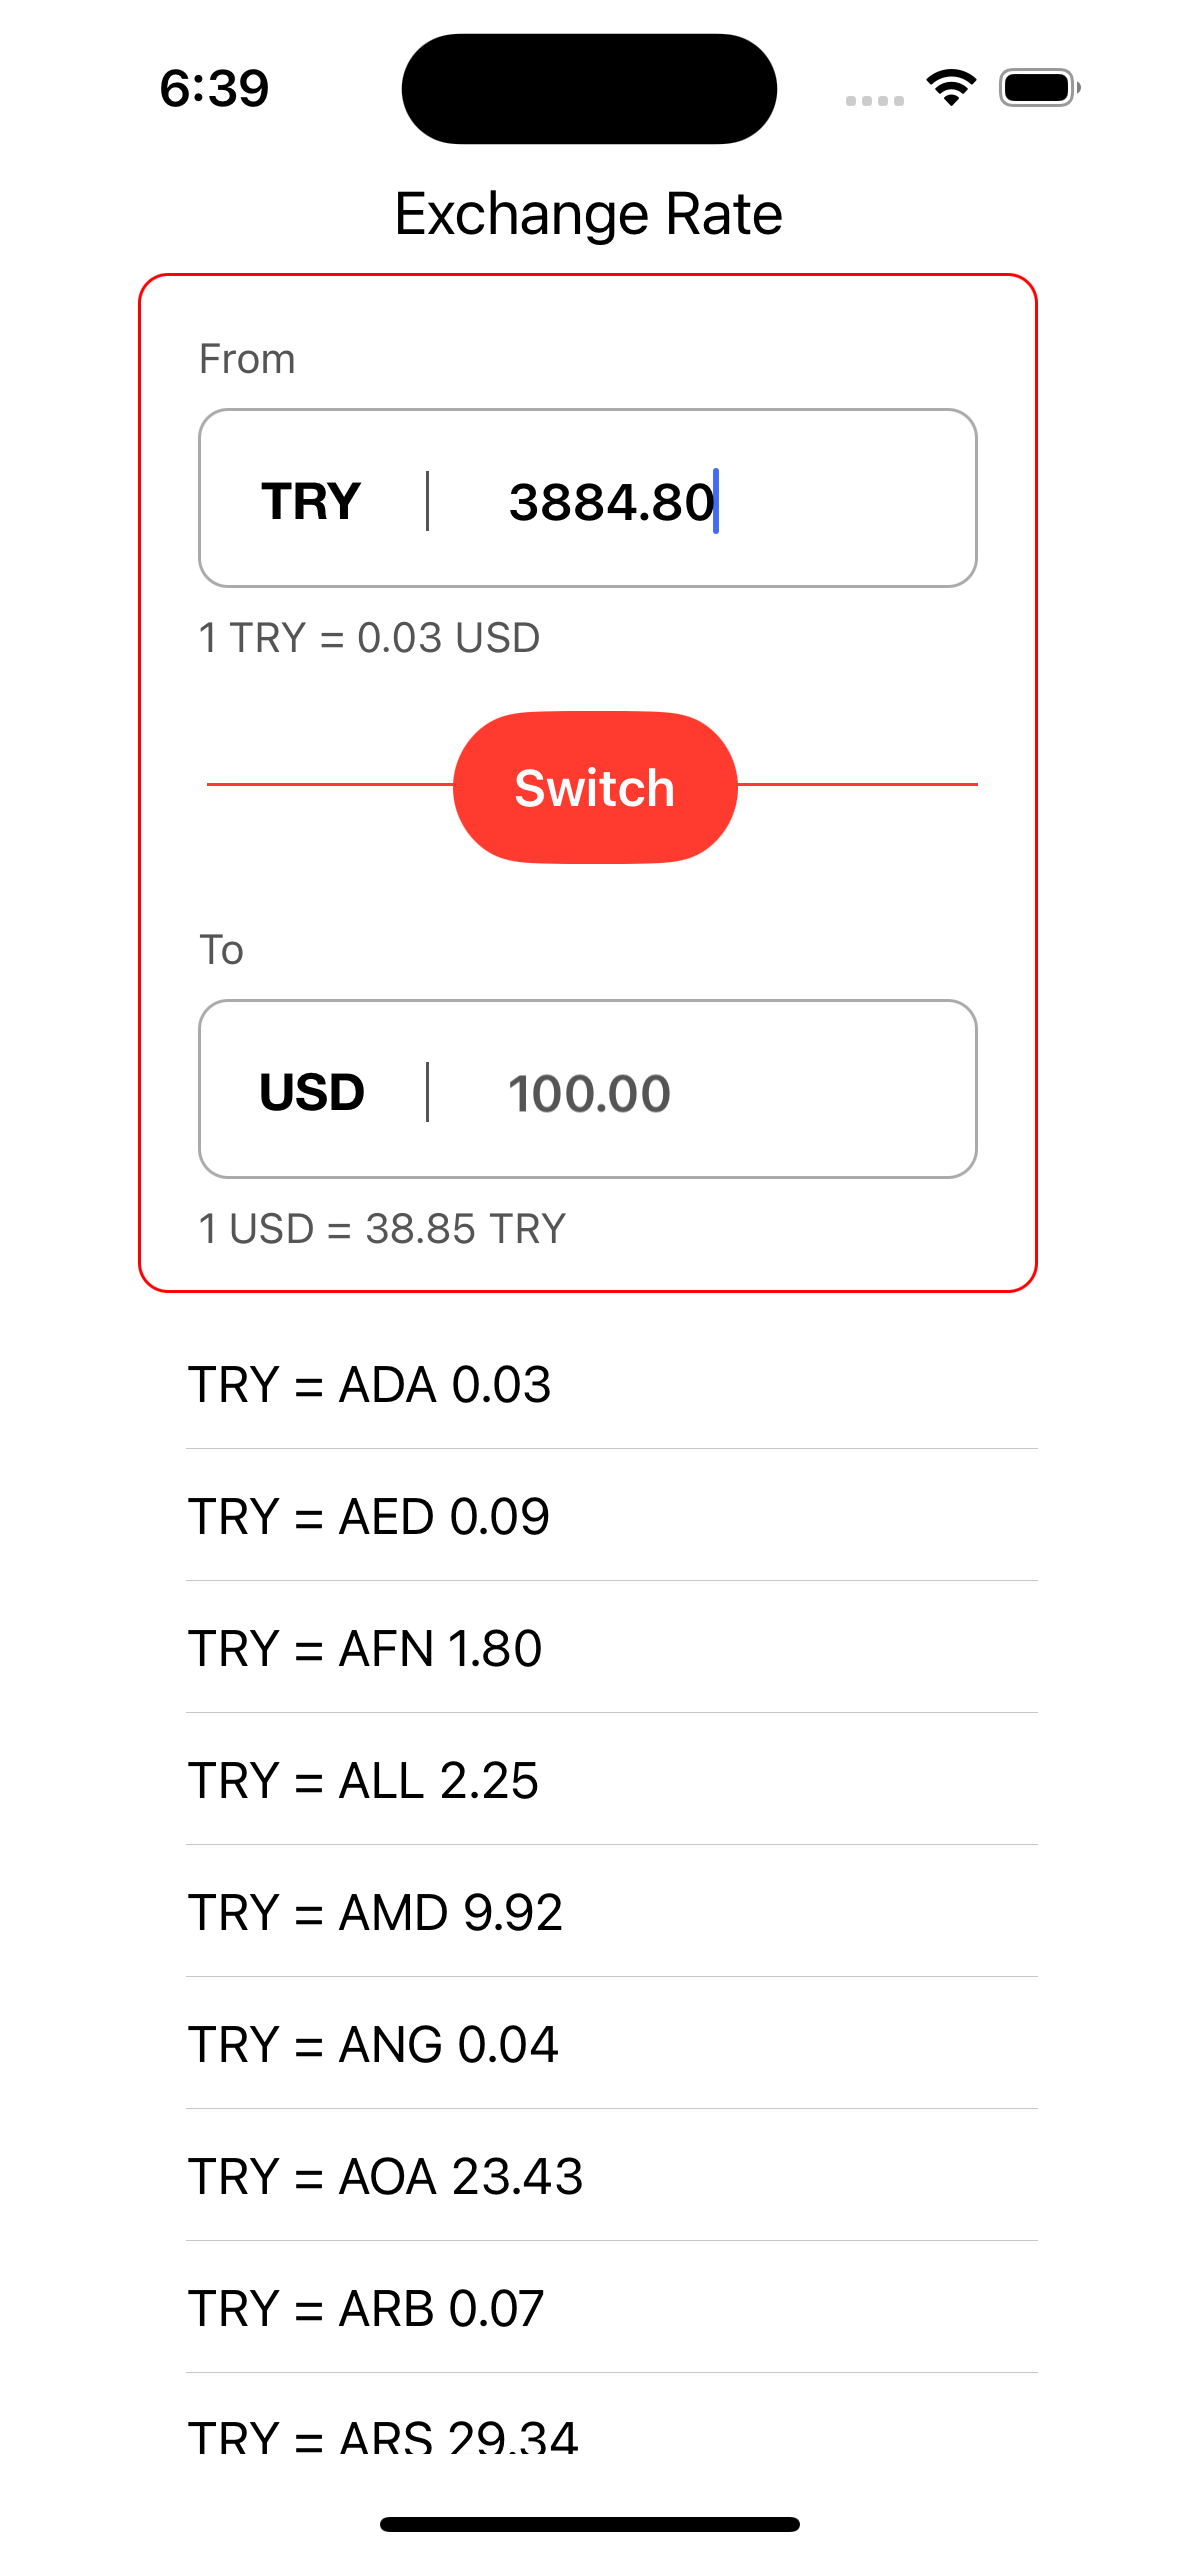 6:39
Exchange Rate
From
TRY 3884.80
1 TRY = 0.03 USD
Switch
To
USD 100.00
1 USD = 38.85 TRY
TRY = ADA 0.03
TRY = AED 0.09
TRY = AFN 1.80
TRY = ALL 2.25
TRY = AMD 9.92
TRY = ANG 0.04
TRY = AOA 23.43
TRY = ARB 0.07
TRY = ARS 29.34